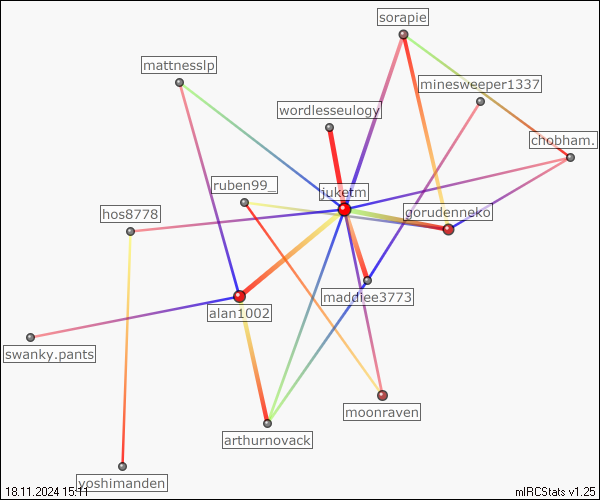 sorapie
mattnesslp
minesweeper1337
wordlesseulogy
chobham.
ruben99_
juketm
hos8778
gorudenneko
maddiee3773
alan1002
swanky.pants
moonraven
arthurnovack
yoshimanden
18.11.2024 15:11
mIRCStats v1.25